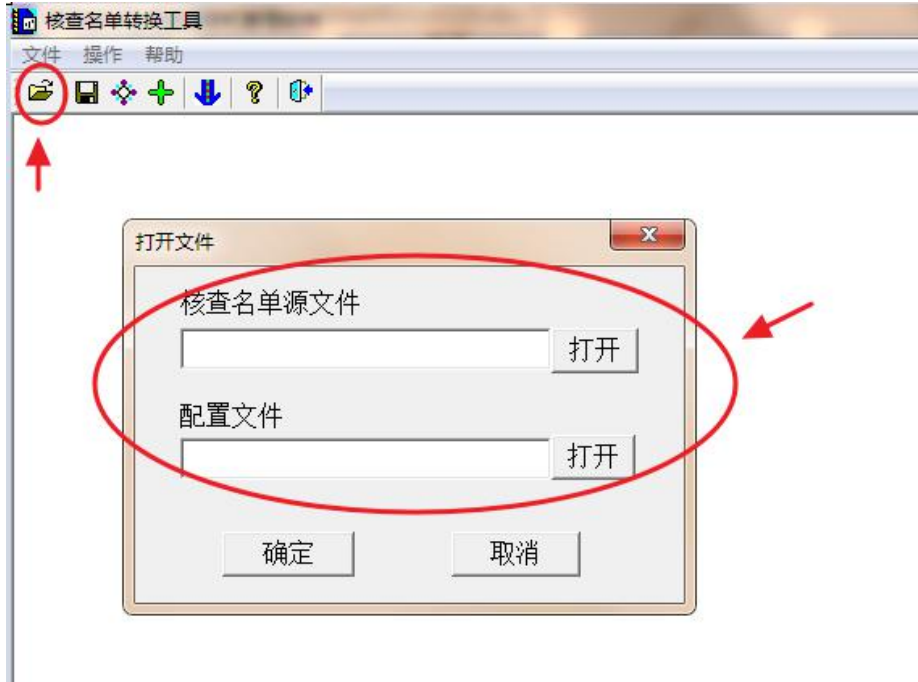 核查名单转换工具
文件 操作 帮助
打开文件
核查名单源文件
打开
配置文件
打开
确定 取消